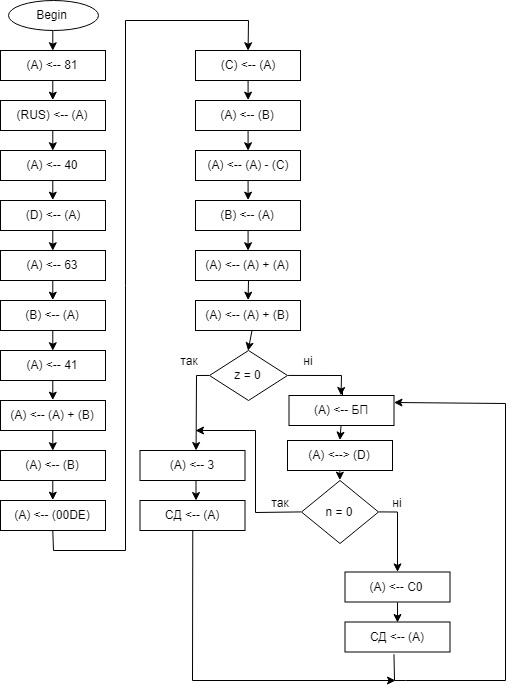 Begin
(A) <-- 81
(RUS) <-- (A)
(A) <-- 40
(D) <-- (A)
(A) <-- 63
(B) <-- (A)
(A) <-- 41
(A) <-- (A) + (B)
(A) <-- (B)
(A) <-- (00DE)
(C) <-- (A)
(A) <-- (B)
(A) <-- (A) - (C)
(B) <-- (A)
(A) <-- (A) + (A)
(A) <-- (A) + (B)
так
z = 0
ні
(A) <-- 3
СД <-- (A)
(A) <-- БП
(A) <--> (D)
так
n = 0
ні
(A) <-- C0
СД <-- (A)